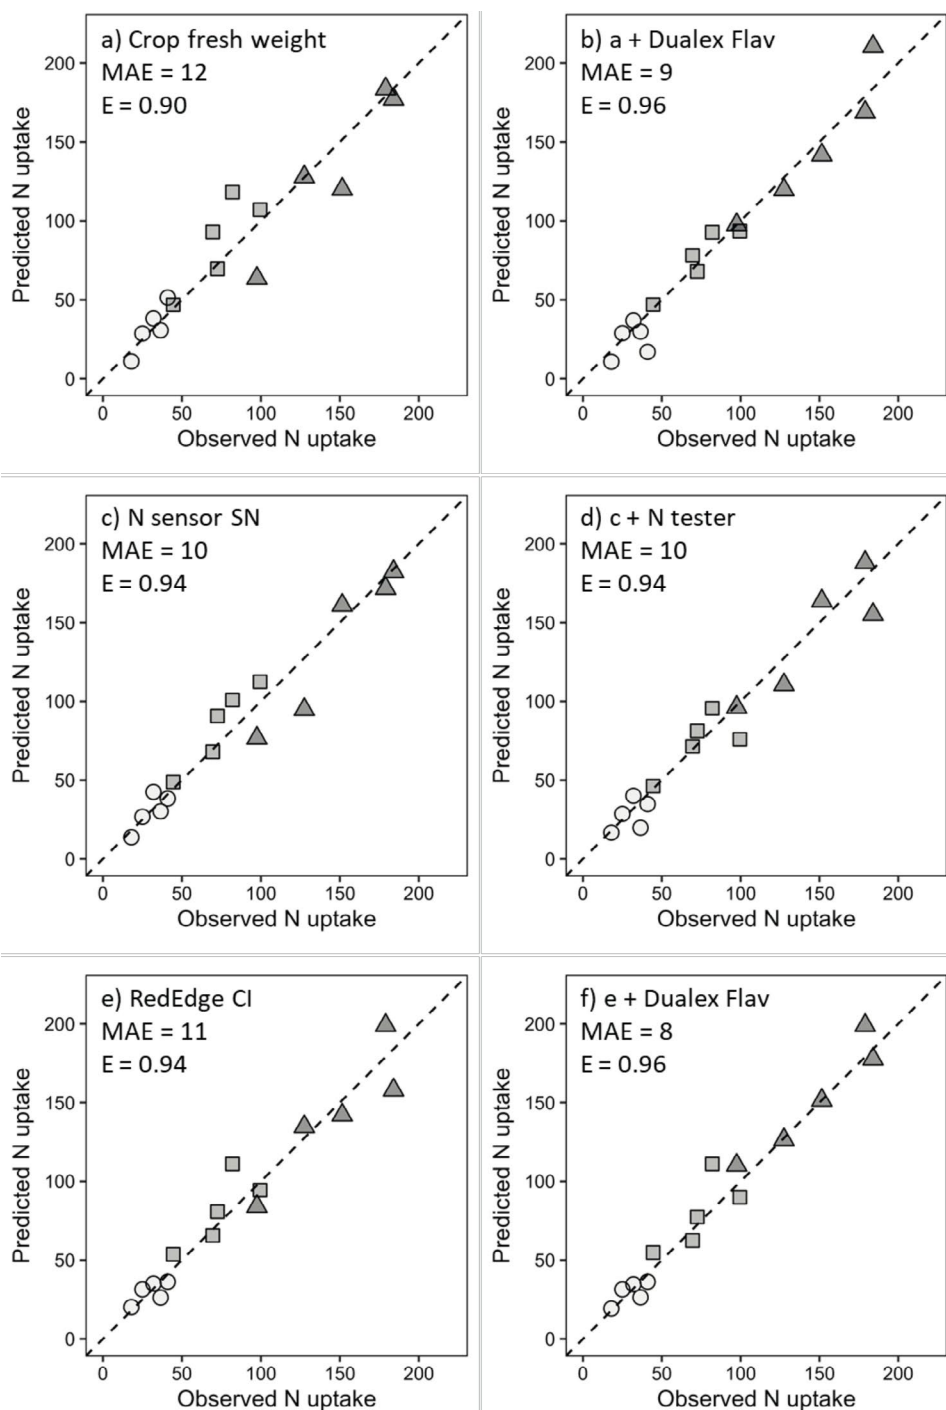 a) Crop fresh weight
MAE = 12
E = 0.90
200
150
100
50
0
Predicted N uptake
0 50 100 150 200
Observed N uptake
b) a + Dualex Flav
MAE = 9
E = 0.96
200
150
100
50
0
Predicted N uptake
0 50 100 150 200
Observed N uptake
c) N sensor SN
MAE = 10
E = 0.94
200
150
100
50
0
Predicted N uptake
0 50 100 150 200
Observed N uptake
d) c + N tester
MAE = 10
E = 0.94
200
150
100
50
0
Predicted N uptake
0 50 100 150 200
Observed N uptake
e) RedEdge CI
MAE = 11
E = 0.94
200
150
100
50
0
Predicted N uptake
0 50 100 150 200
Observed N uptake
f) e + Dualex Flav
MAE = 8
E = 0.96
200
150
100
50
0
Predicted N uptake
0 50 100 150 200
Observed N uptake